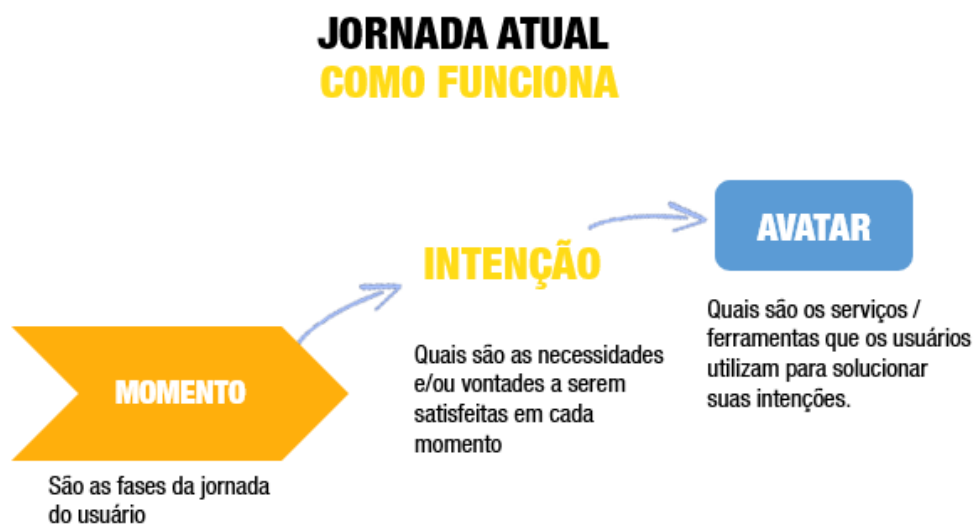 JORNADA ATUAL
COMO FUNCIONA
MOMENTO
São as fases da jornada
do usuário
INTENÇÃO
Quais são as necessidades
e/ou vontades a serem
satisfeitas em cada
momento
AVATAR
Quais são os serviços /
ferramentas que os usuários
utilizam para solucionar
suas intenções.